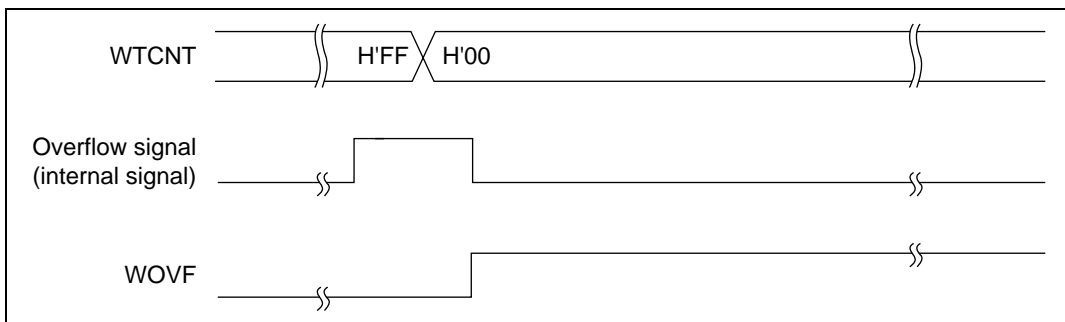 WTCNT
H'FF
H'00
Overflow signal
(internal signal)
WOVF